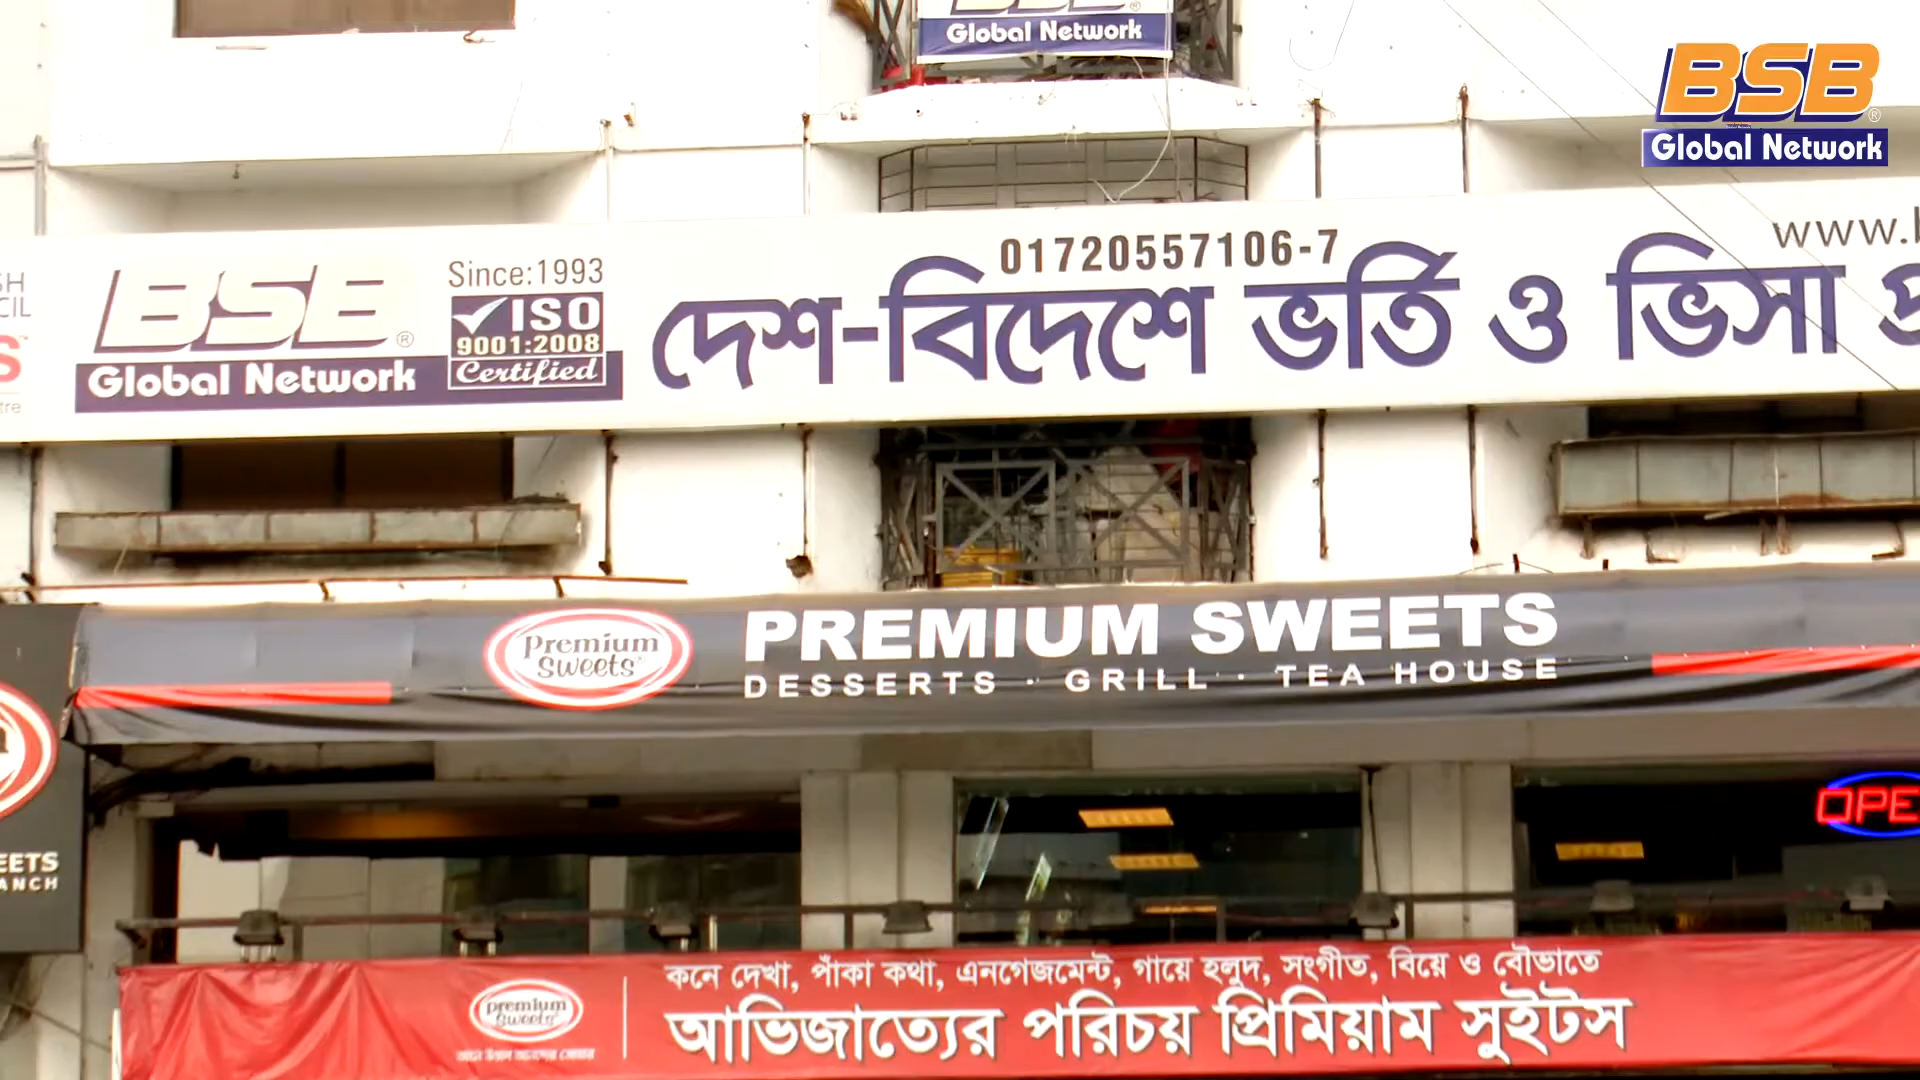 BSB
Global Network
Global Network
www.
01720557106-7
Since:1993
BSB
Global Network
ISO
9001:2008
Certified
দেশ-বিদেশে ভর্তি ও ভিসা
PREMIUM SWEETS
DESSERTS · GRILL · TEA HOUSE
Premium
Sweets
OPE
EETS
ANCH
কনে দেখা, পাঁকা কথা, এনগেজমেন্ট, গায়ে হলুদ, সংগীত, বিয়ে ও বৌভাতে
premium
Sweets
আভিজাত্যের পরিচয় প্রিমিয়াম সুইটস